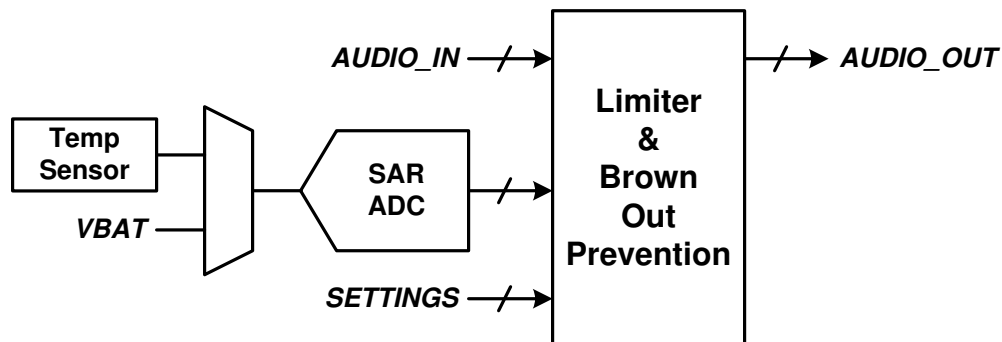 AUDIO_IN
AUDIO_OUT
Limiter
&
Brown
Out
Prevention
Temp
Sensor
SAR
ADC
VBAT
SETTINGS